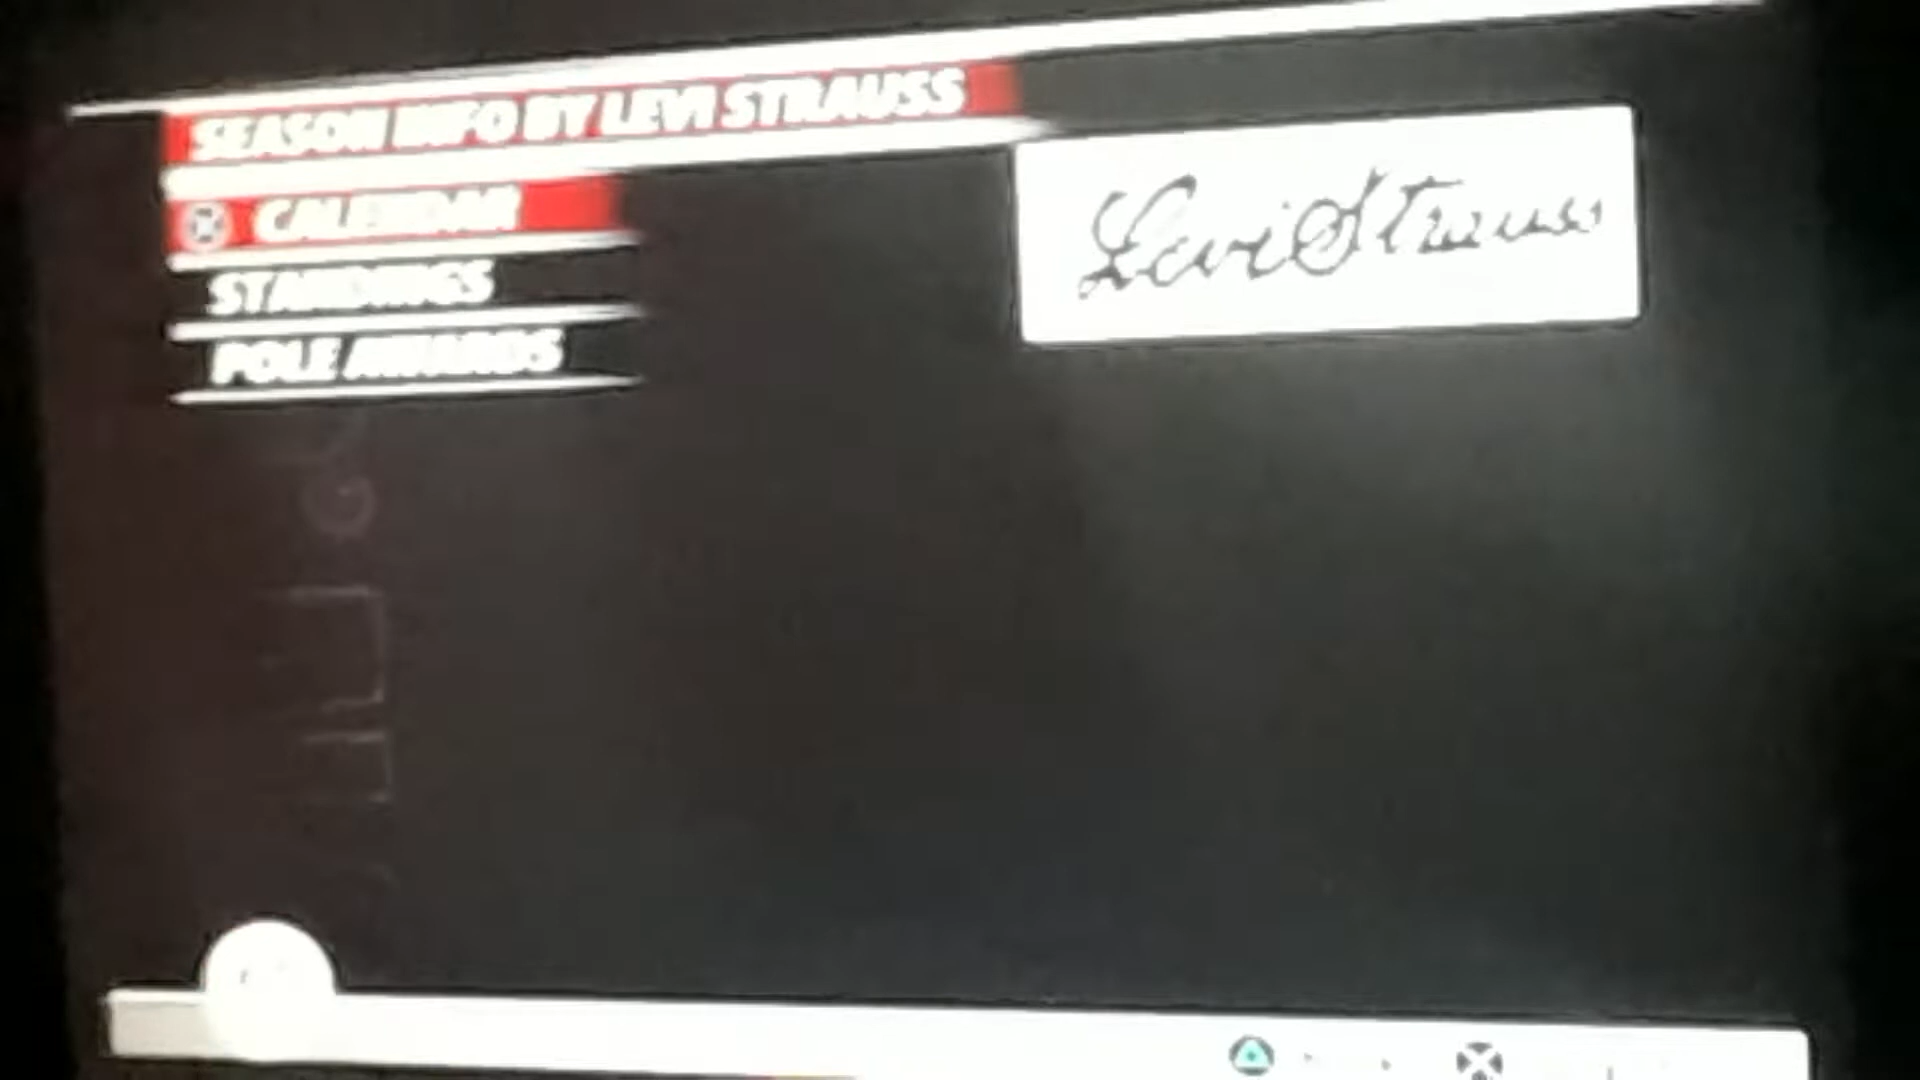 SEASON INFO BY LEVI STRAUSS
CALENDAR
Levi Strauss
STANDINGS
POLE AWARDS